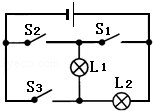 S₂ S₁
L₁
S₃ L₂